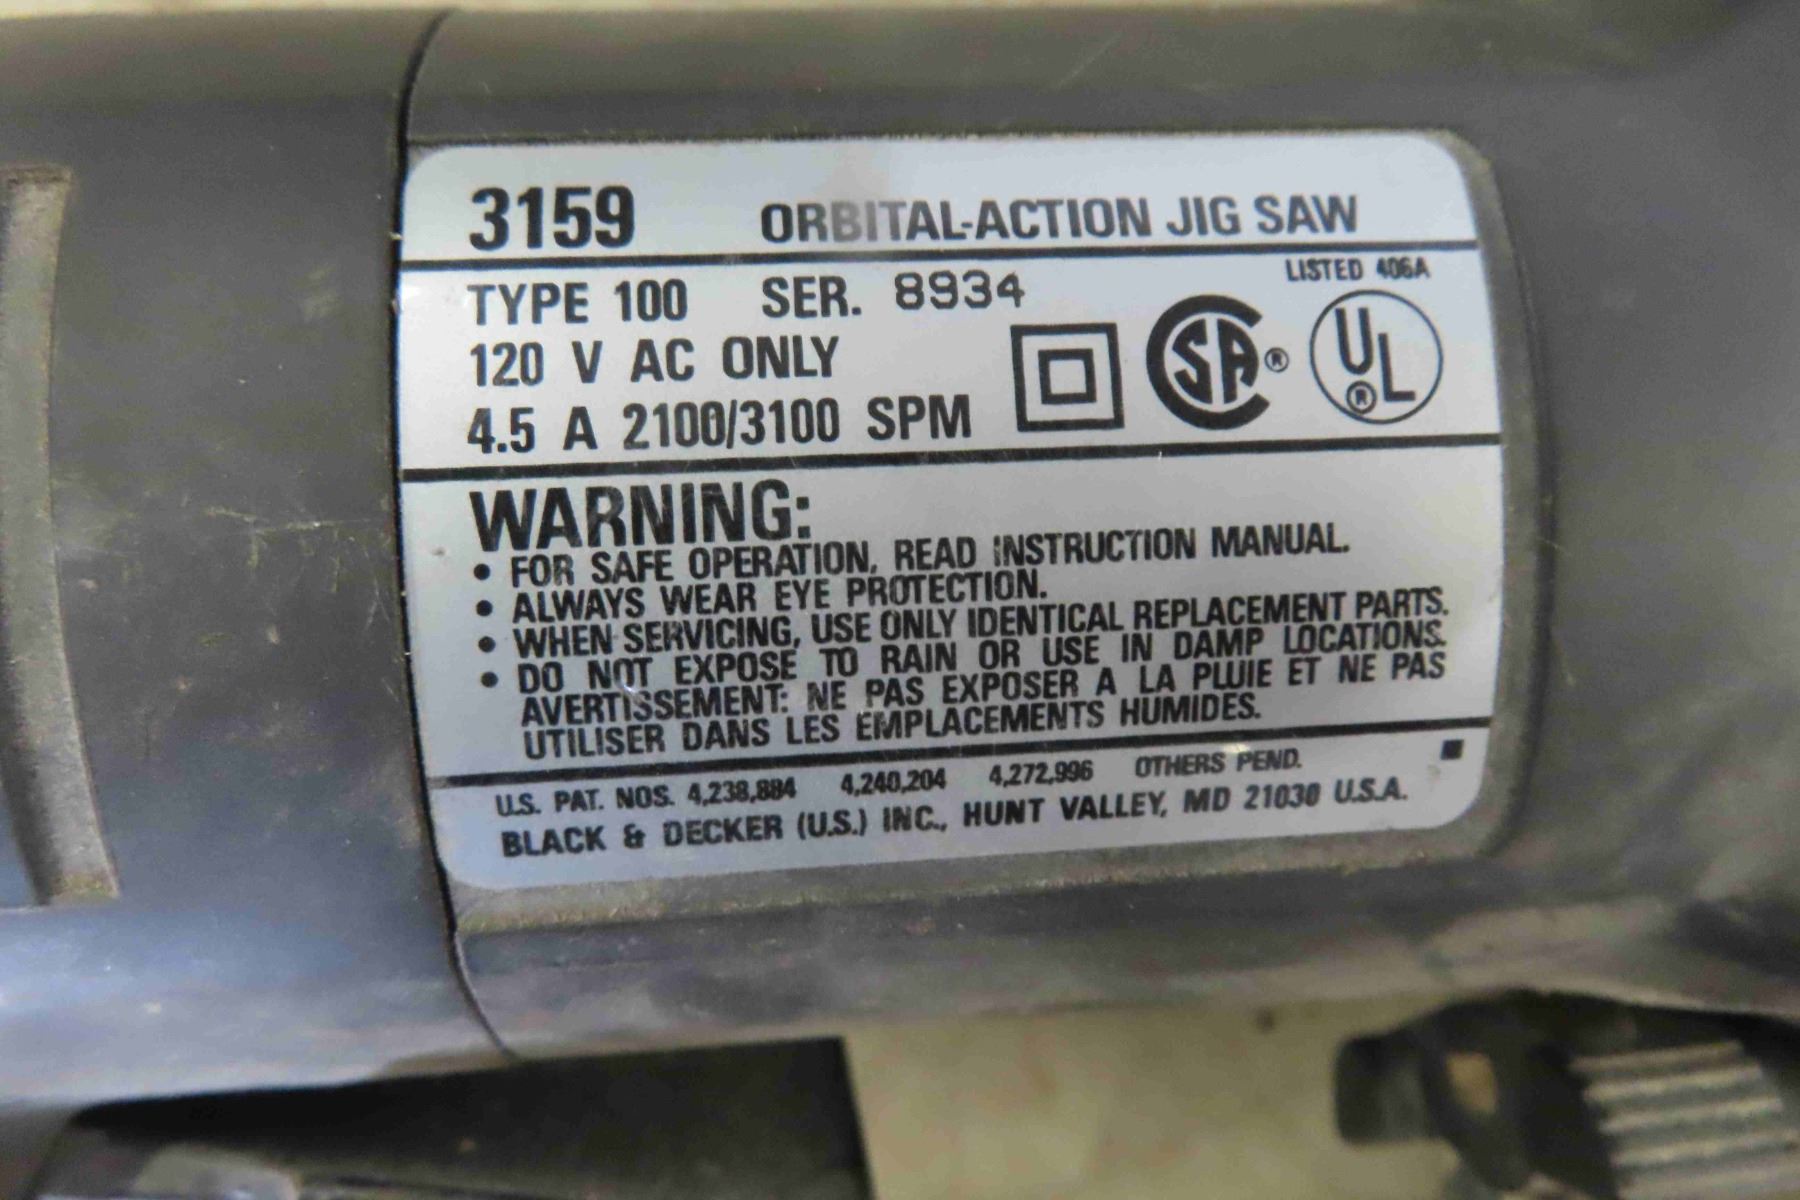 3159 ORBITAL-ACTION JIG SAW
LISTED 406A
TYPE 100 SER. 8934
120 V AC ONLY
4.5 A 2100/3100 SPM
SA ® UL ®
WARNING:
• FOR SAFE OPERATION, READ INSTRUCTION MANUAL.
• ALWAYS WEAR EYE PROTECTION.
• WHEN SERVICING, USE ONLY IDENTICAL REPLACEMENT PARTS.
• DO NOT EXPOSE TO RAIN OR USE IN DAMP LOCATIONS.
AVERTISSEMENT: NE PAS EXPOSER A LA PLUIE ET NE PAS
UTILISER DANS LES EMPLACEMENTS HUMIDES.
U.S. PAT. NOS. 4,238,884 4,240,204 4,272,996 OTHERS PEND.
BLACK & DECKER (U.S.) INC., HUNT VALLEY, MD 21030 U.S.A.